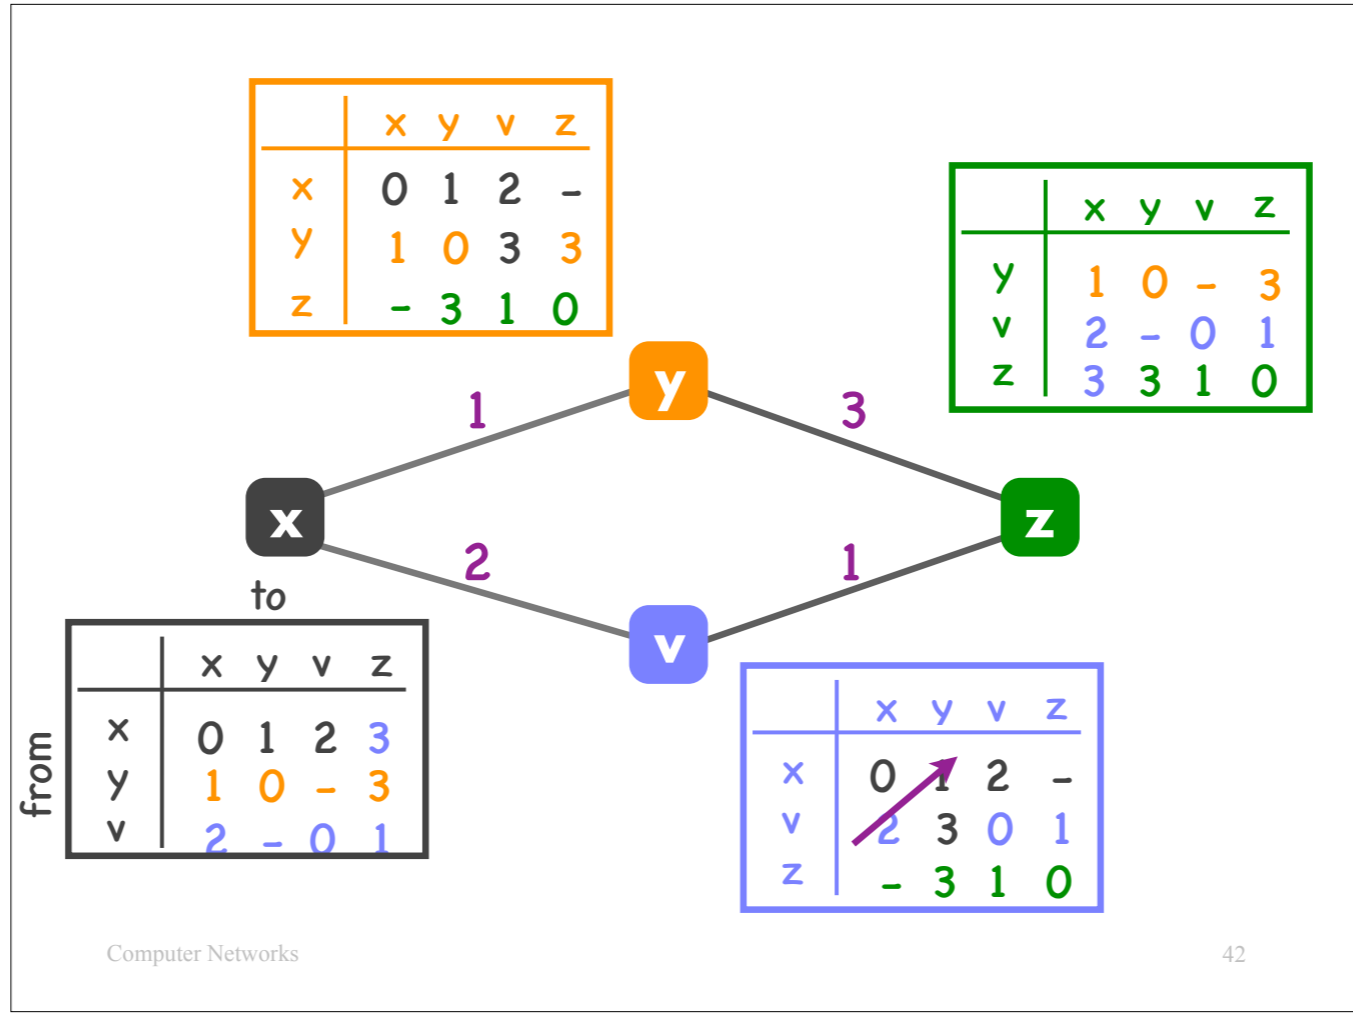 x y v z
x 0 1 2 -
y 1 0 3 3
z - 3 1 0
x y v z
y 1 0 - 3
v 2 - 0 1
z 3 3 1 0
y
1
3
x
z
2
1
v
to
from
x y v z
x 0 1 2 3
y 1 0 - 3
v 2 - 0 1
x y v z
x 0 1 2 -
v 2 3 0 1
z - 3 1 0
Computer Networks
42